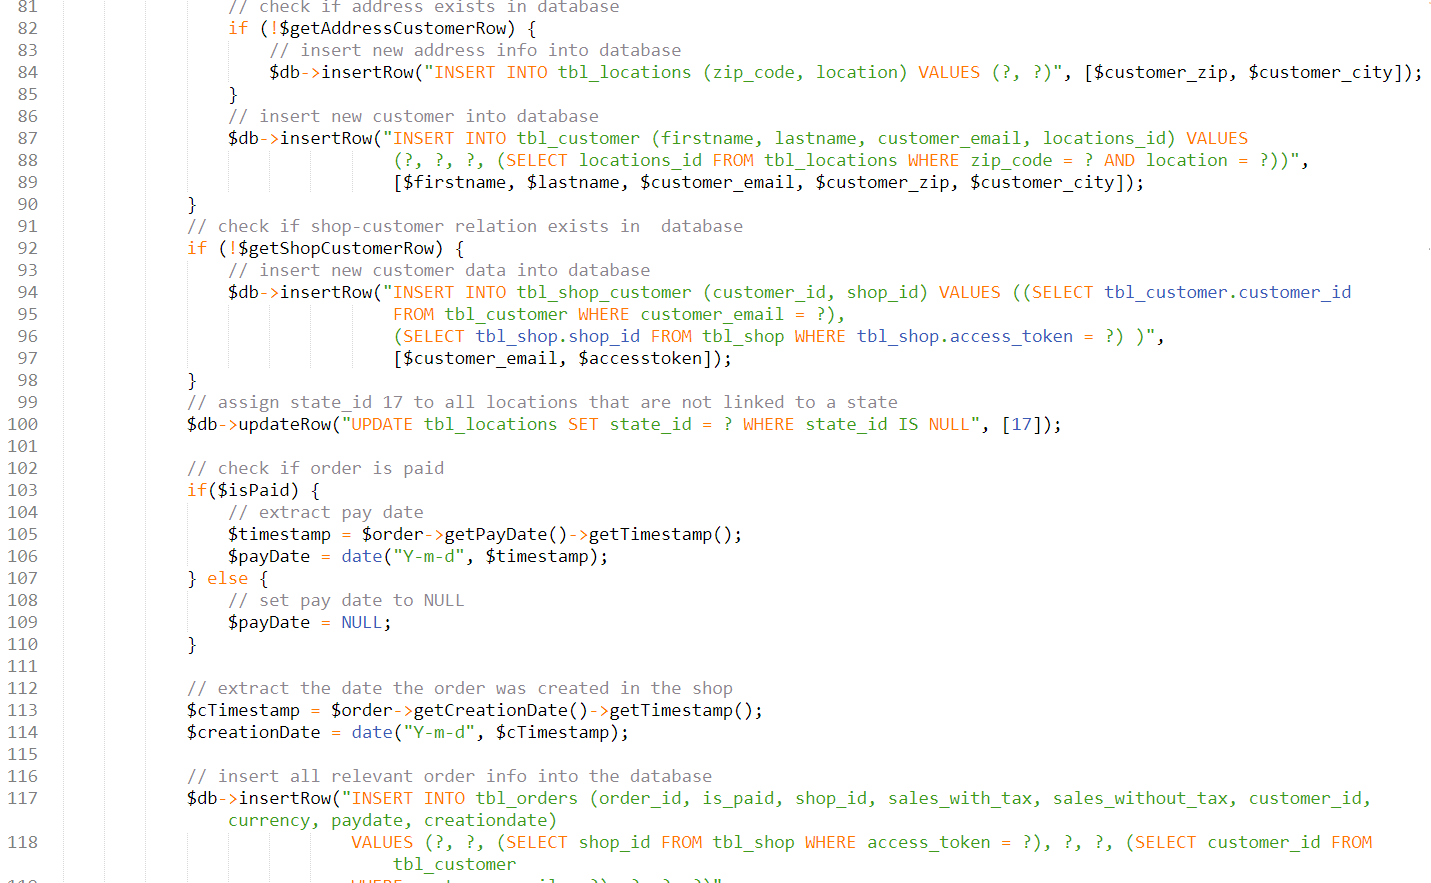 81 // check if address exists in database
82 if (!$getAddressCustomerRow) {
83 // insert new address info into database
84 $db->insertRow("INSERT INTO tbl_locations (zip_code, location) VALUES (?, ?)", [$customer_zip, $customer_city]);
85 }
86 // insert new customer into database
87 $db->insertRow("INSERT INTO tbl_customer (firstname, lastname, customer_email, locations_id) VALUES
88 (?, ?, ?, (SELECT locations_id FROM tbl_locations WHERE zip_code = ? AND location = ?))",
89 [$firstname, $lastname, $customer_email, $customer_zip, $customer_city]);
90 }
91 // check if shop-customer relation exists in  database
92 if (!$getShopCustomerRow) {
93 // insert new customer data into database
94 $db->insertRow("INSERT INTO tbl_shop_customer (customer_id, shop_id) VALUES ((SELECT tbl_customer.customer_id
95 FROM tbl_customer WHERE customer_email = ?),
96 (SELECT tbl_shop.shop_id FROM tbl_shop WHERE tbl_shop.access_token = ?) )",
97 [$customer_email, $accesstoken]);
98 }
99 // assign state_id 17 to all locations that are not linked to a state
100 $db->updateRow("UPDATE tbl_locations SET state_id = ? WHERE state_id IS NULL", [17]);
101
102 // check if order is paid
103 if($isPaid) {
104 // extract pay date
105 $timestamp = $order->getPayDate()->getTimestamp();
106 $payDate = date("Y-m-d", $timestamp);
107 } else {
108 // set pay date to NULL
109 $payDate = NULL;
110 }
111
112 // extract the date the order was created in the shop
113 $cTimestamp = $order->getCreationDate()->getTimestamp();
114 $creationDate = date("Y-m-d", $cTimestamp);
115
116 // insert all relevant order info into the database
117 $db->insertRow("INSERT INTO tbl_orders (order_id, is_paid, shop_id, sales_with_tax, sales_without_tax, customer_id,
currency, paydate, creationdate)
118 VALUES (?, ?, (SELECT shop_id FROM tbl_shop WHERE access_token = ?), ?, ?, (SELECT customer_id FROM
tbl_customer